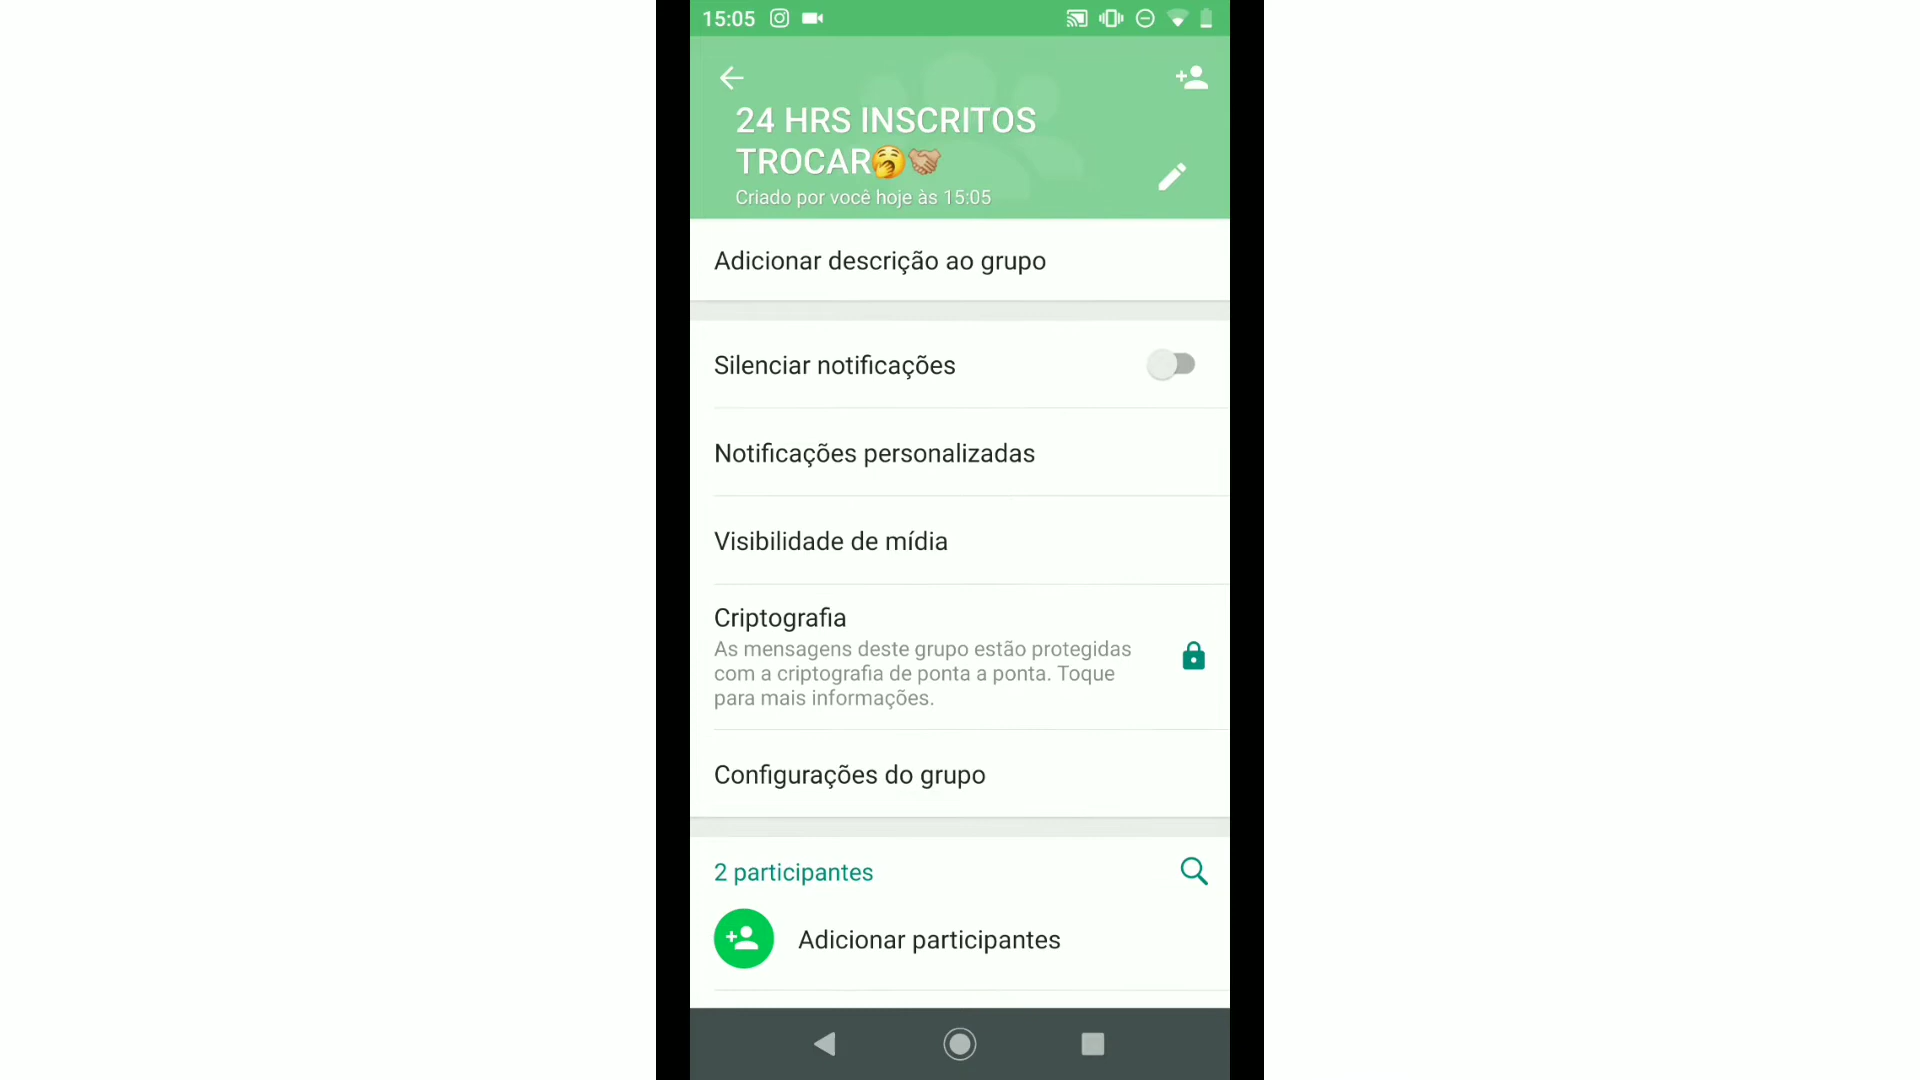 15:05
24 HRS INSCRITOS
TROCAR🥱🤝🏼
Criado por você hoje às 15:05
Adicionar descrição ao grupo
Silenciar notificações
Notificações personalizadas
Visibilidade de mídia
Criptografia
As mensagens deste grupo estão protegidas
com a criptografia de ponta a ponta. Toque
para mais informações.
Configurações do grupo
2 participantes
Adicionar participantes